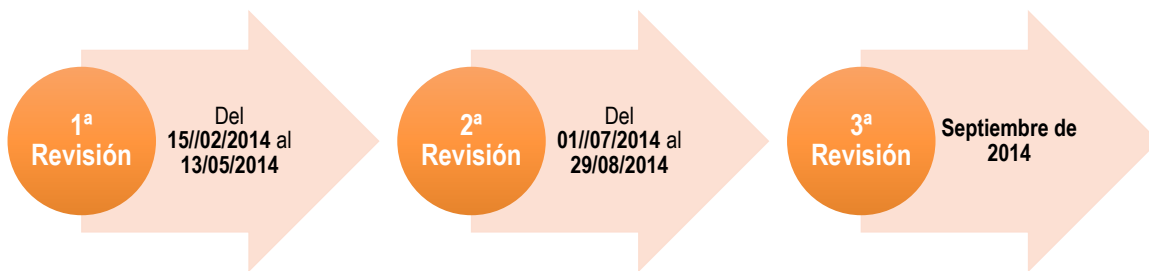 1ª
Revisión
Del
15//02/2014 al
13/05/2014
2ª
Revisión
Del
01//07/2014 al
29/08/2014
3ª
Revisión
Septiembre de
2014